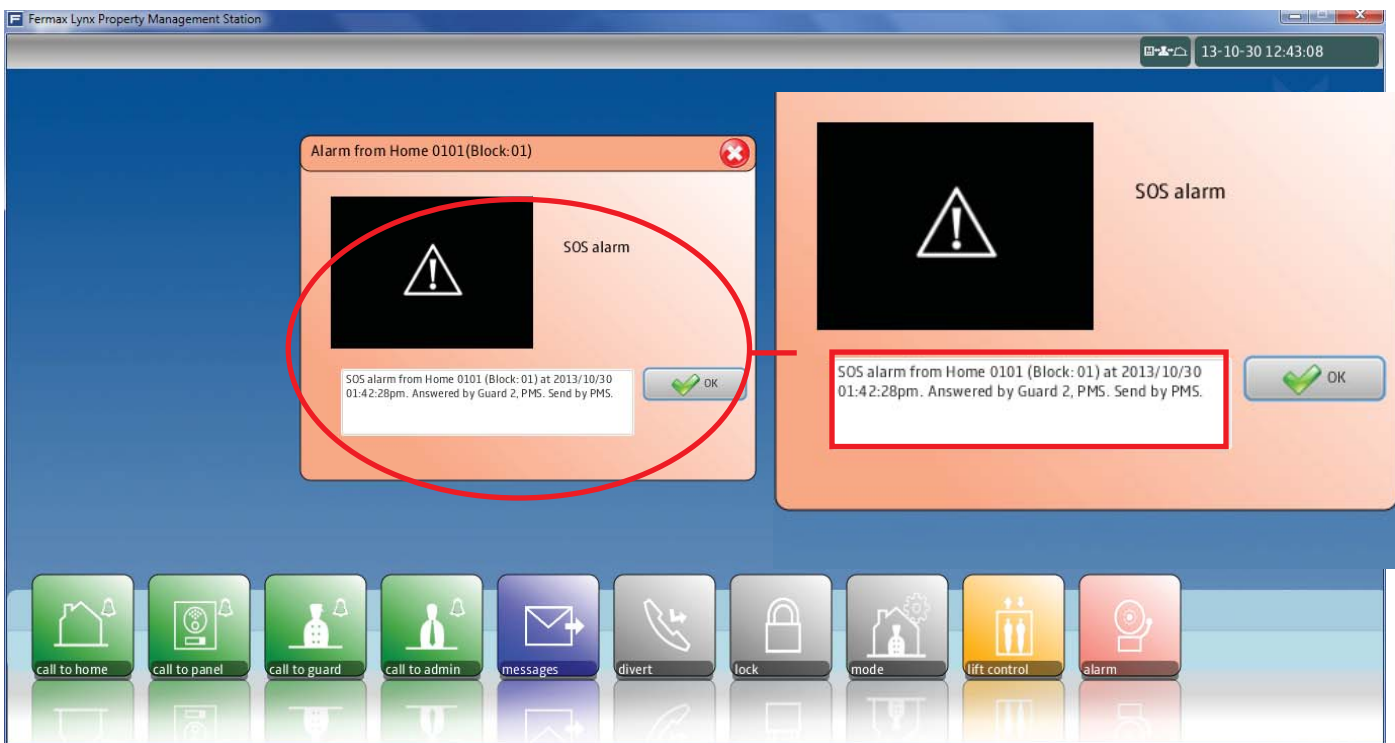 Fermax Lynx Property Management Station
13-10-30 12:43:08
Alarm from Home 0101(Block:01)
SOS alarm
SOS alarm from Home 0101 (Block: 01) at 2013/10/30
01:42:28pm. Answered by Guard 2, PMS. Send by PMS.
OK
SOS alarm
SOS alarm from Home 0101 (Block: 01) at 2013/10/30
01:42:28pm. Answered by Guard 2, PMS. Send by PMS.
OK
call to home
call to panel
call to guard
call to admin
messages
divert
lock
mode
lift control
alarm